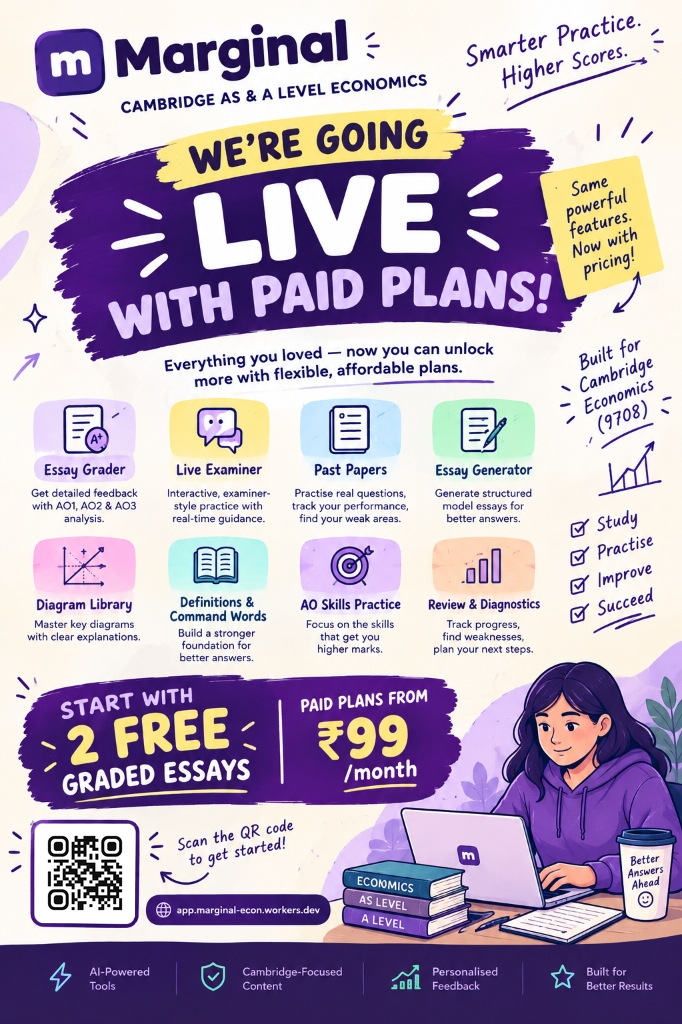 m Marginal
CAMBRIDGE AS & A LEVEL ECONOMICS
Smarter Practice.
Higher Scores.
WE'RE GOING
LIVE
WITH PAID PLANS!
Same
powerful
features.
Now with
pricing!
Everything you loved — now you can unlock
more with flexible, affordable plans.
Built for
Cambridge
Economics
(9708)
A+
Essay Grader
Get detailed feedback
with AO1, AO2 & AO3
analysis.
Live Examiner
Interactive, examiner-
style practice with
real-time guidance.
Past Papers
Practise real questions,
track your performance,
find your weak areas.
Essay Generator
Generate structured
model essays for
better answers.
Study
Practise
Improve
Succeed
Diagram Library
Master key diagrams
with clear explanations.
Definitions &
Command Words
Build a stronger
foundation for
better answers.
AO Skills Practice
Focus on the skills
that get you
higher marks.
Review & Diagnostics
Track progress,
find weaknesses,
plan your next steps.
START WITH
2 FREE
GRADED ESSAYS
PAID PLANS FROM
₹99
/month
Scan the QR code
to get started!
app.marginal-econ.workers.dev
m
ECONOMICS
AS LEVEL
A LEVEL
Better
Answers
Ahead
AI-Powered
Tools
Cambridge-Focused
Content
Personalised
Feedback
Built for
Better Results